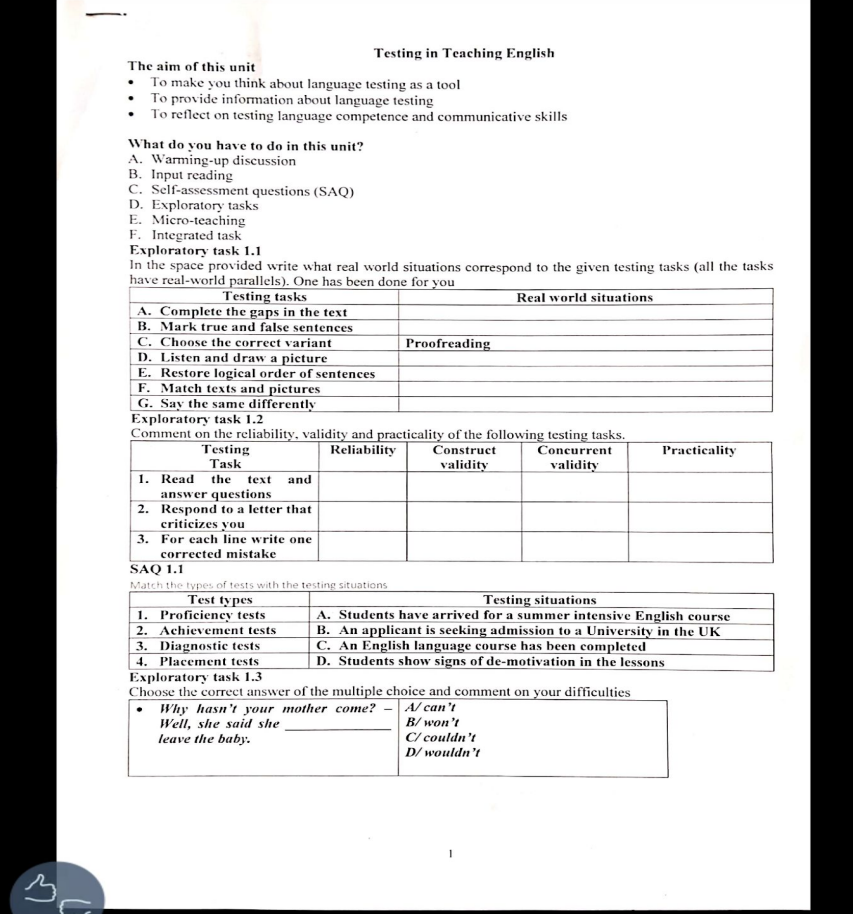 Testing in Teaching English
The aim of this unit
• To make you think about language testing as a tool
• To provide information about language testing
• To reflect on testing language competence and communicative skills
What do you have to do in this unit?
A. Warming-up discussion
B. Input reading
C. Self-assessment questions (SAQ)
D. Exploratory tasks
E. Micro-teaching
F. Integrated task
Exploratory task 1.1
In the space provided write what real world situations correspond to the given testing tasks (all the tasks
have real-world parallels). One has been done for you
Testing tasks Real world situations
A. Complete the gaps in the text
B. Mark true and false sentences
C. Choose the correct variant Proofreading
D. Listen and draw a picture
E. Restore logical order of sentences
F. Match texts and pictures
G. Say the same differently
Exploratory task 1.2
Comment on the reliability, validity and practicality of the following testing tasks.
Testing Reliability Construct Concurrent Practicality
Task validity validity
1. Read the text and
answer questions
2. Respond to a letter that
criticizes you
3. For each line write one
corrected mistake
SAQ 1.1
Match the types of tests with the testing situations
Test types Testing situations
1. Proficiency tests A. Students have arrived for a summer intensive English course
2. Achievement tests B. An applicant is seeking admission to a University in the UK
3. Diagnostic tests C. An English language course has been completed
4. Placement tests D. Students show signs of de-motivation in the lessons
Exploratory task 1.3
Choose the correct answer of the multiple choice and comment on your difficulties
• Why hasn't your mother come? – A/ can't
Well, she said she ____________ B/ won't
leave the baby. C/ couldn't
D/ wouldn't
1